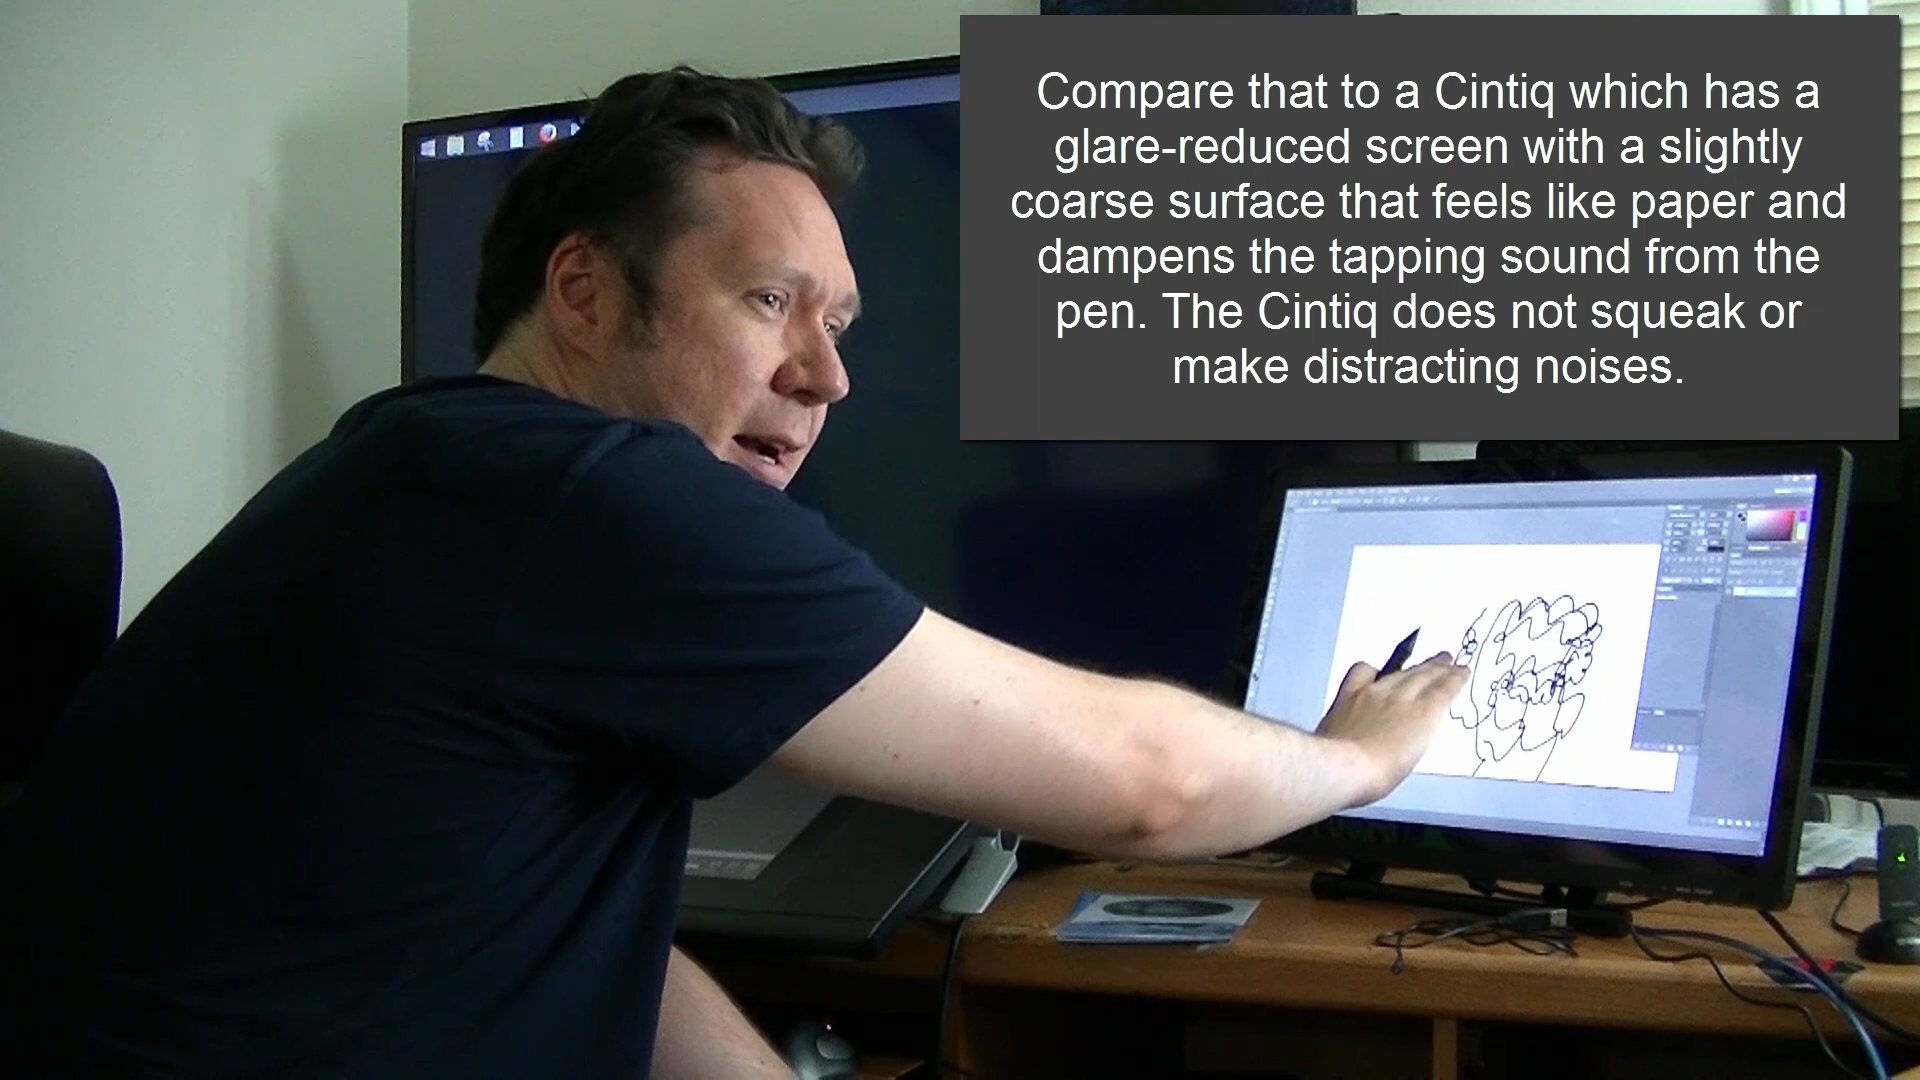 Compare that to a Cintiq which has a
glare-reduced screen with a slightly
coarse surface that feels like paper and
dampens the tapping sound from the
pen. The Cintiq does not squeak or
make distracting noises.